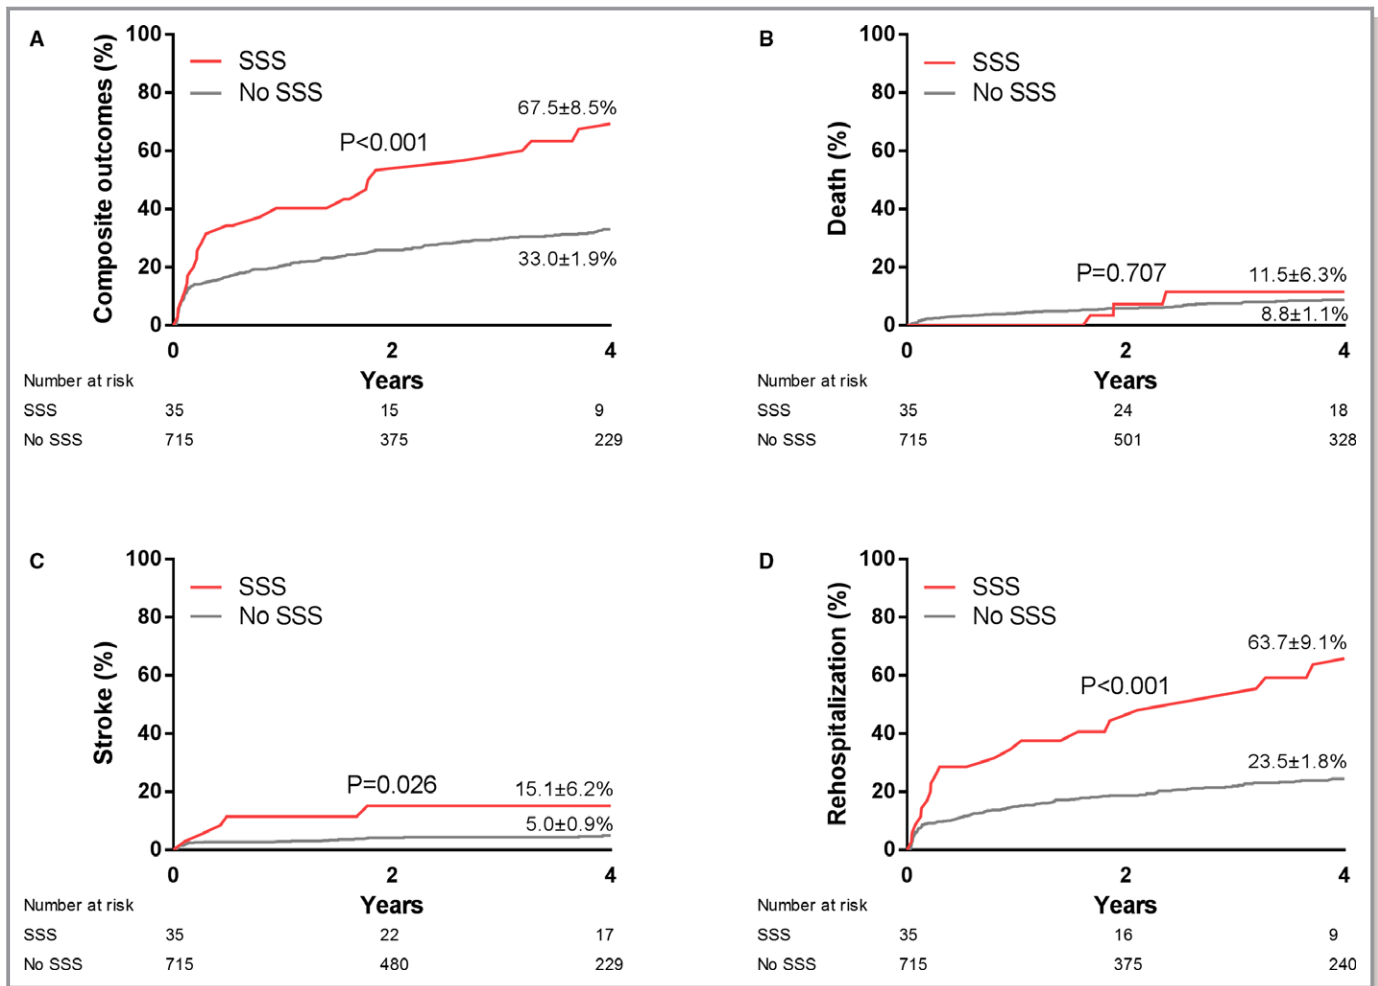 A
Composite outcomes (%)
100
80
60
40
20
0
SSS
No SSS
P<0.001
67.5±8.5%
33.0±1.9%
0 2 4
Years
Number at risk
SSS 35 15 9
No SSS 715 375 229
B
Death (%)
100
80
60
40
20
0
SSS
No SSS
P=0.707
11.5±6.3%
8.8±1.1%
0 2 4
Years
Number at risk
SSS 35 24 18
No SSS 715 501 328
C
Stroke (%)
100
80
60
40
20
0
SSS
No SSS
P=0.026
15.1±6.2%
5.0±0.9%
0 2 4
Years
Number at risk
SSS 35 22 17
No SSS 715 480 229
D
Rehospitalization (%)
100
80
60
40
20
0
SSS
No SSS
P<0.001
63.7±9.1%
23.5±1.8%
0 2 4
Years
Number at risk
SSS 35 16 9
No SSS 715 375 240